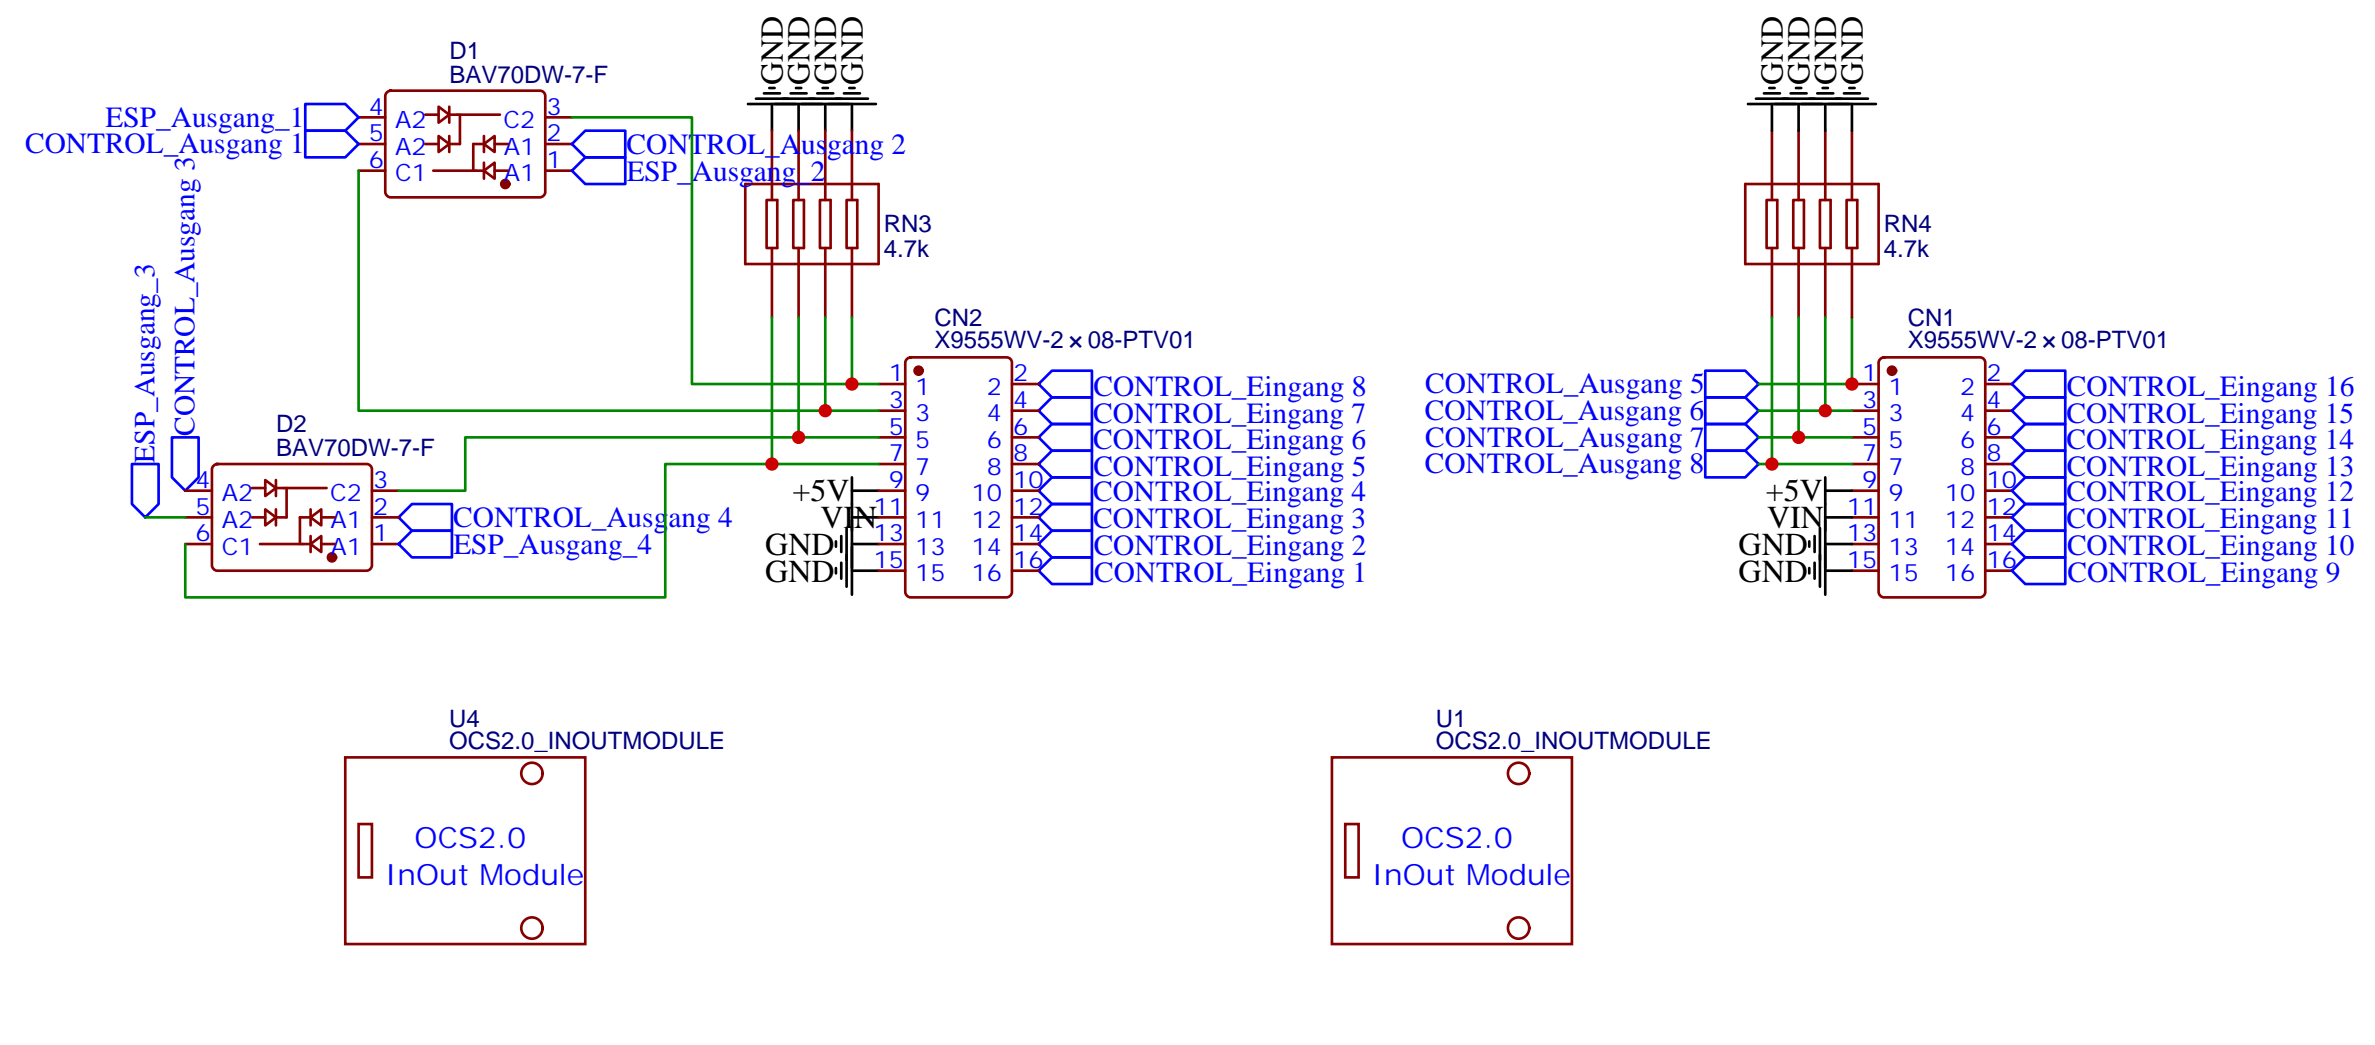 D1
BAV70DW-7-F
ESP_Ausgang_1
CONTROL_Ausgang 1
4
5
6
A2
A2
C1
C2
A1
A1
3
2
1
CONTROL_Ausgang 2
ESP_Ausgang_2
GND
GND
GND
GND
RN3
4.7k
ESP_Ausgang_3
CONTROL_Ausgang 3
D2
BAV70DW-7-F
4
5
6
A2
A2
C1
C2
A1
A1
3
2
1
CONTROL_Ausgang 4
ESP_Ausgang_4
CN2
X9555WV-2×08-PTV01
1 1 2 2 CONTROL_Eingang 8
3 3 4 4 CONTROL_Eingang 7
5 5 6 6 CONTROL_Eingang 6
7 7 8 8 CONTROL_Eingang 5
+5V 9 9 10 10 CONTROL_Eingang 4
VIN 11 11 12 12 CONTROL_Eingang 3
GND 13 13 14 14 CONTROL_Eingang 2
GND 15 15 16 16 CONTROL_Eingang 1
GND
GND
GND
GND
RN4
4.7k
CN1
X9555WV-2×08-PTV01
CONTROL_Ausgang 5 1 1 2 2 CONTROL_Eingang 16
CONTROL_Ausgang 6 3 3 4 4 CONTROL_Eingang 15
CONTROL_Ausgang 7 5 5 6 6 CONTROL_Eingang 14
CONTROL_Ausgang 8 7 7 8 8 CONTROL_Eingang 13
+5V 9 9 10 10 CONTROL_Eingang 12
VIN 11 11 12 12 CONTROL_Eingang 11
GND 13 13 14 14 CONTROL_Eingang 10
GND 15 15 16 16 CONTROL_Eingang 9
U4
OCS2.0_INOUTMODULE
OCS2.0
InOut Module
U1
OCS2.0_INOUTMODULE
OCS2.0
InOut Module